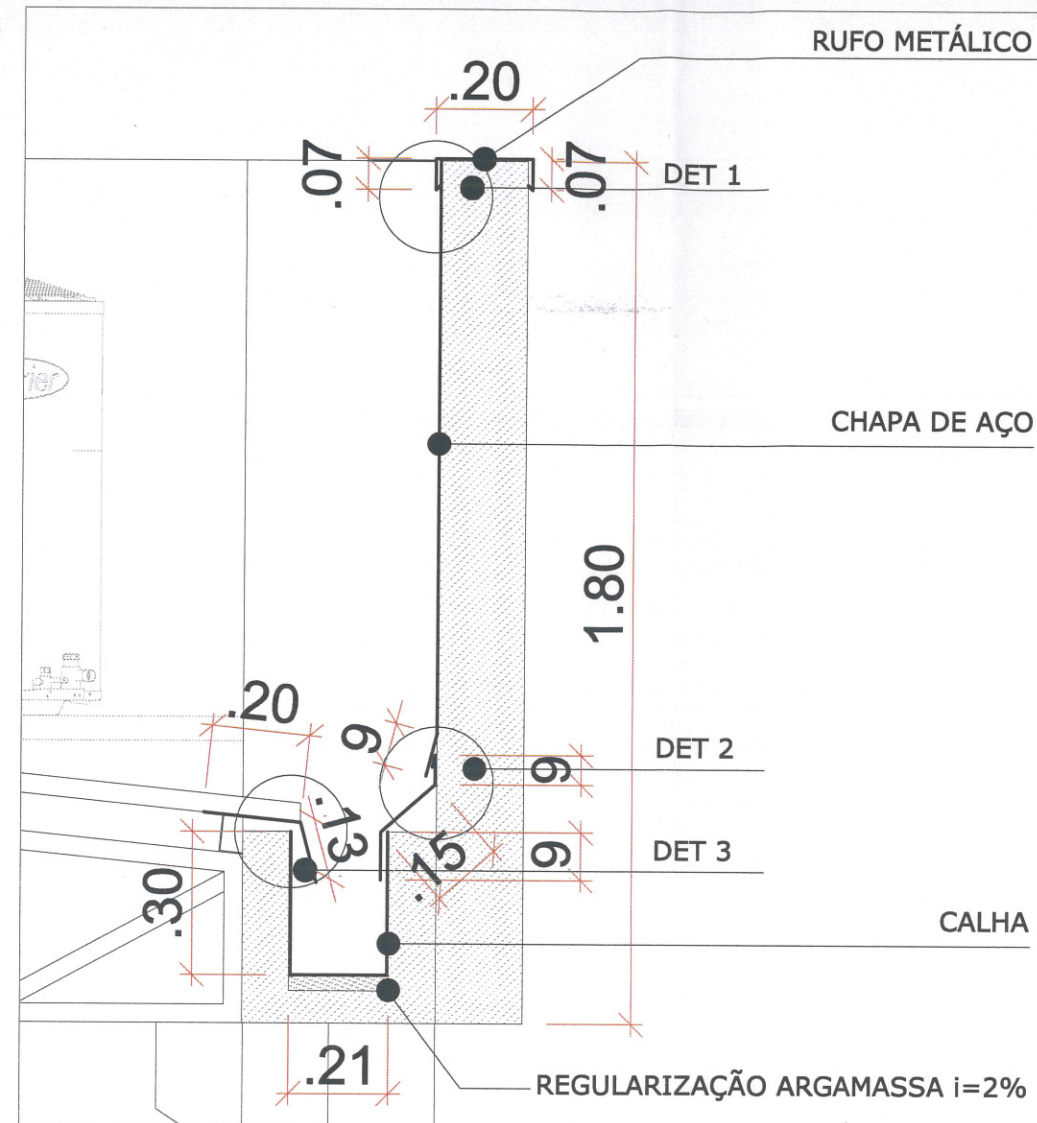 RUFO METÁLICO
.20
.07
.07
DET 1
rier
CHAPA DE AÇO
1.80
.20
9
DET 2
9
.13
.15
9
DET 3
.30
CALHA
.21
REGULARIZAÇÃO ARGAMASSA i=2%